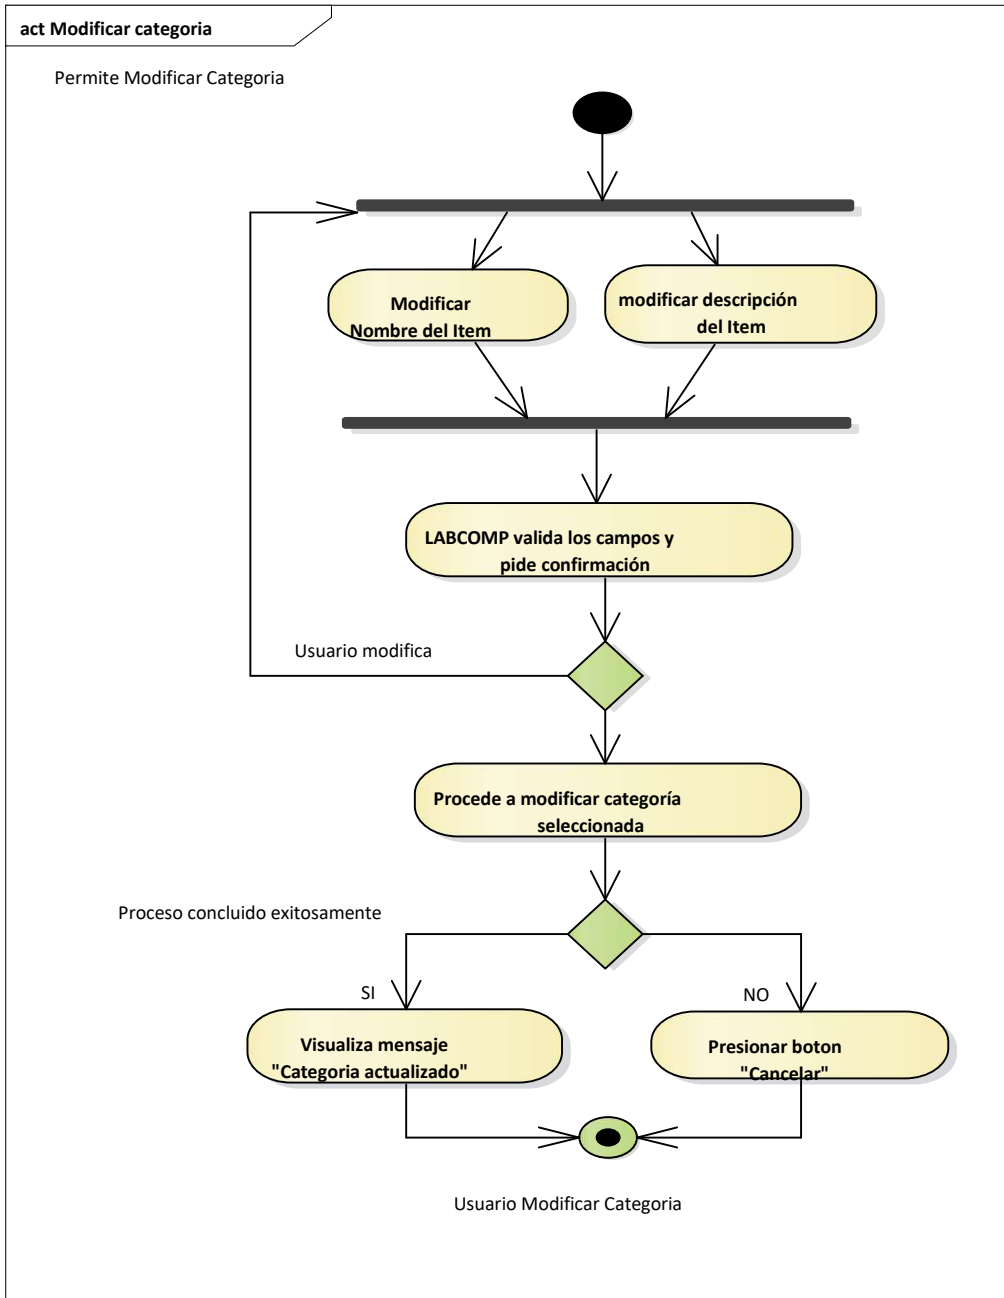 act Modificar categoria
Permite Modificar Categoria
Modificar
Nombre del Item
modificar descripción
del Item
LABCOMP valida los campos y
pide confirmación
Usuario modifica
Procede a modificar categoría
seleccionada
Proceso concluido exitosamente
SI
NO
Visualiza mensaje
"Categoria actualizado"
Presionar boton
"Cancelar"
Usuario Modificar Categoria